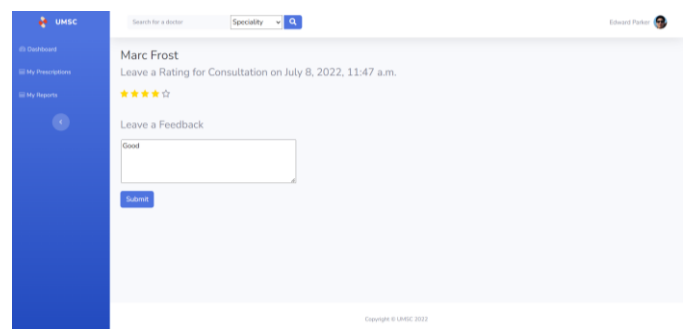 UMSC
Search for a doctor
Speciality
Edward Parker
Dashboard
My Prescriptions
My Reports
Marc Frost
Leave a Rating for Consultation on July 8, 2022, 11:47 a.m.
Leave a Feedback
Good
Submit
Copyright © UMSC 2022